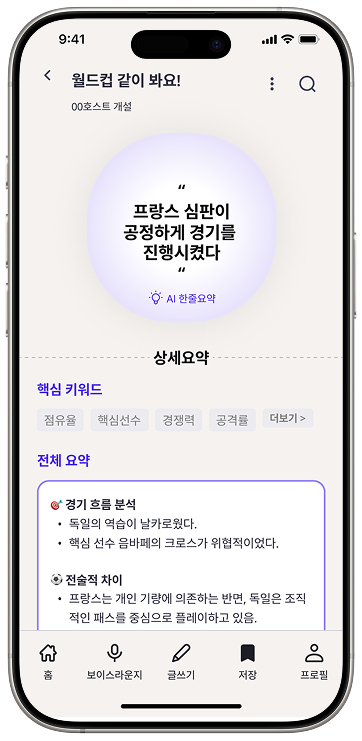 9:41
월드컵 같이 봐요!
00호스트 개설
“
프랑스 심판이
공정하게 경기를
진행시켰다
“
AI 한줄요약
상세요약
핵심 키워드
점유율 핵심선수 경쟁력 공격률 더보기 >
전체 요약
🎯 경기 흐름 분석
• 독일의 역습이 날카로웠다.
• 핵심 선수 음바페의 크로스가 위협적이었다.
⚽ 전술적 차이
• 프랑스는 개인 기량에 의존하는 반면, 독일은 조직
적인 패스를 중심으로 플레이하고 있음.
홈 보이스라운지 글쓰기 저장 프로필